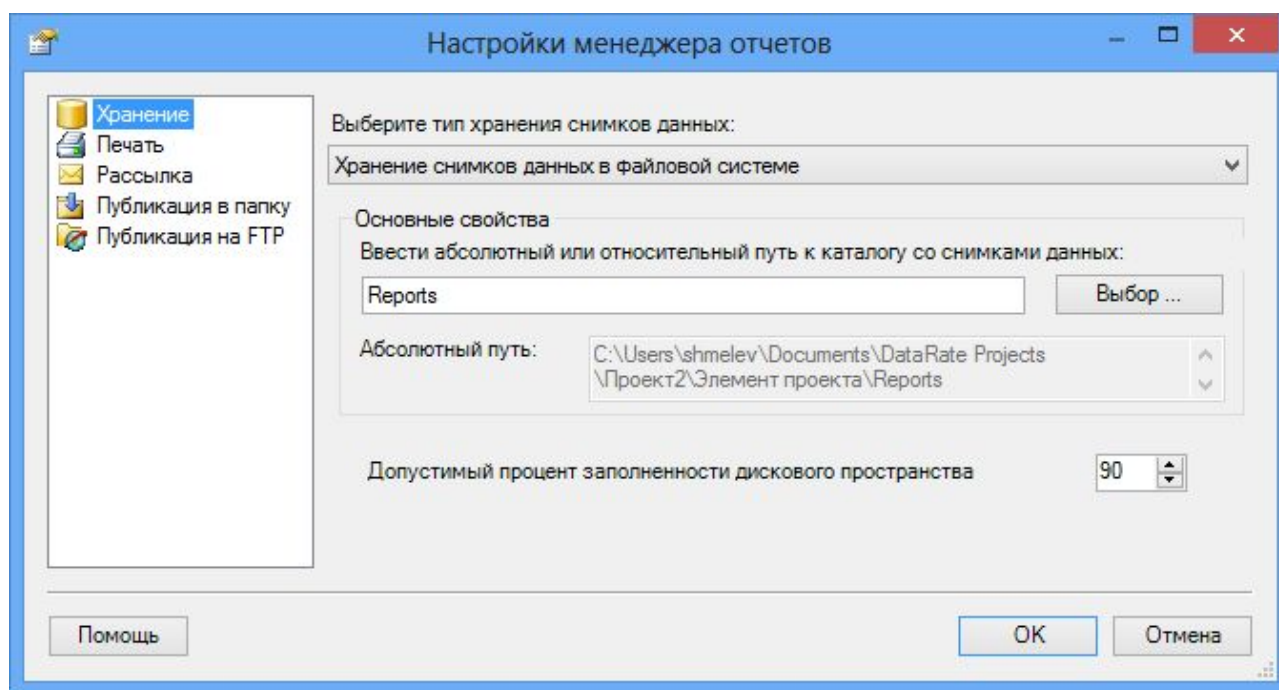 Настройки менеджера отчетов
Хранение
Печать
Рассылка
Публикация в папку
Публикация на FTP
Выберите тип хранения снимков данных:
Хранение снимков данных в файловой системе
Основные свойства
Ввести абсолютный или относительный путь к каталогу со снимками данных:
Reports
Выбор ...
Абсолютный путь:
C:\Users\shmelev\Documents\DataRate Projects
\Проект2\Элемент проекта\Reports
Допустимый процент заполненности дискового пространства
90
Помощь
OK
Отмена